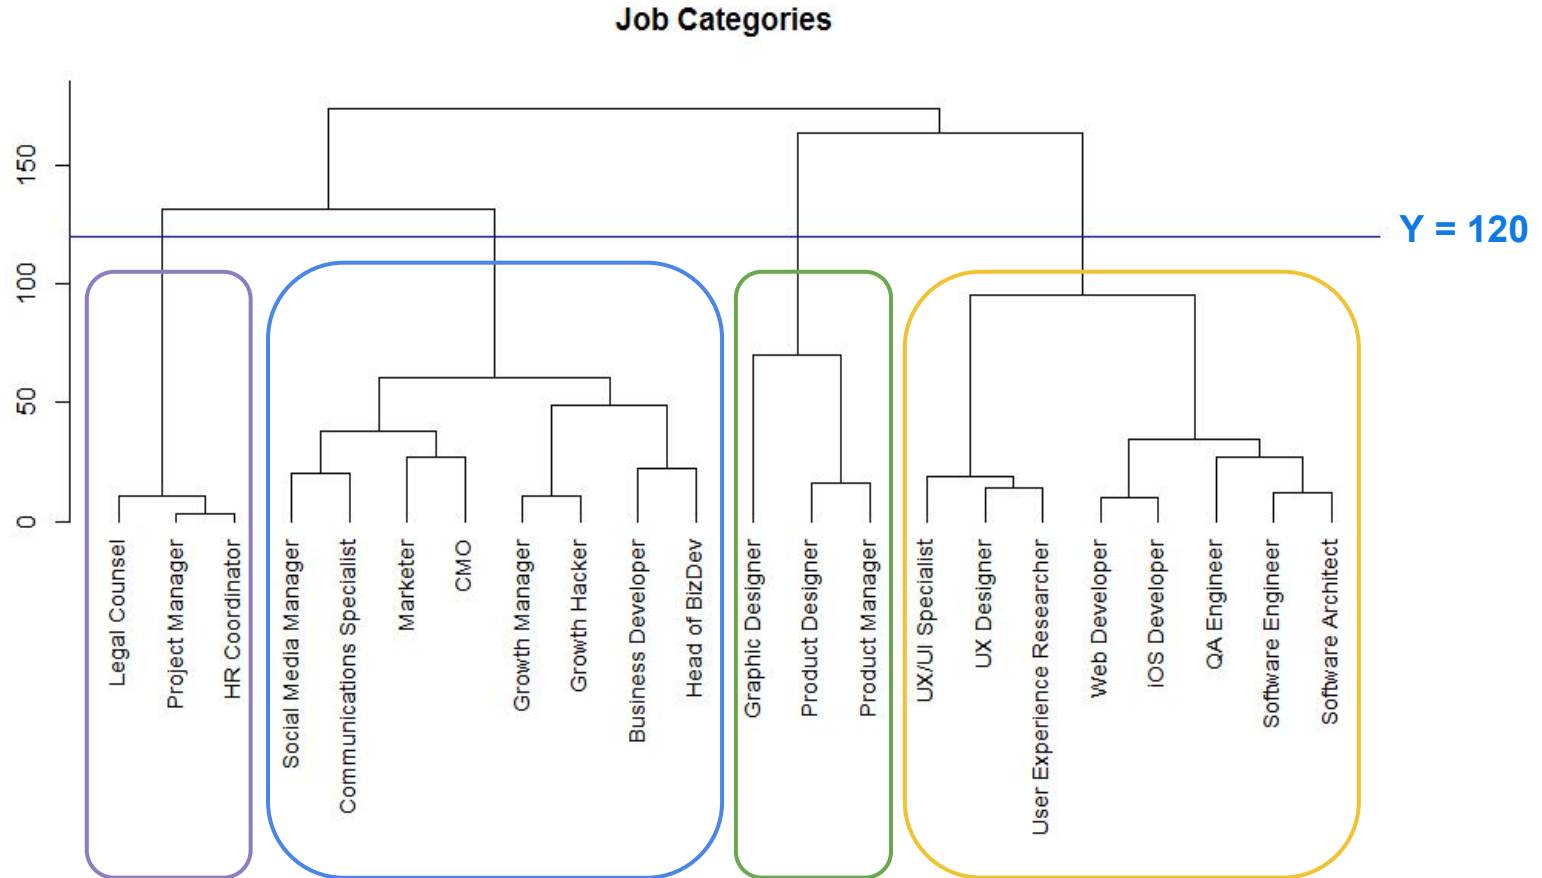 Job Categories
150
100
50
0
Y = 120
Legal Counsel
Project Manager
HR Coordinator
Social Media Manager
Communications Specialist
Marketer
CMO
Growth Manager
Growth Hacker
Business Developer
Head of BizDev
Graphic Designer
Product Designer
Product Manager
UX/UI Specialist
UX Designer
User Experience Researcher
Web Developer
iOS Developer
QA Engineer
Software Engineer
Software Architect